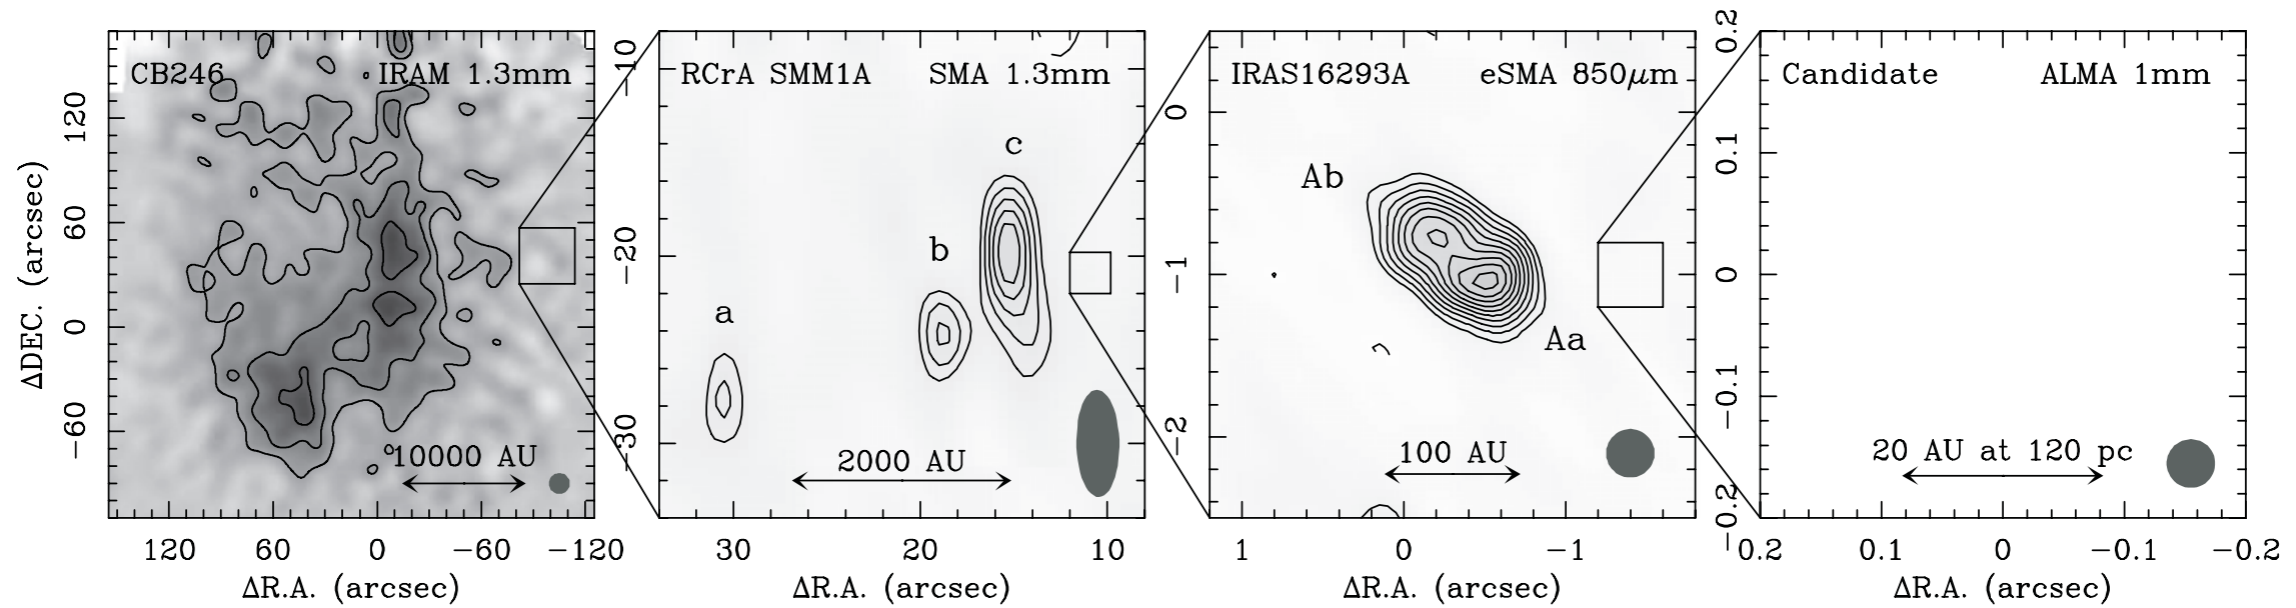 CB246 IRAM 1.3mm
10000 AU
ΔDEC. (arcsec)
120
60
0
−60
120 60 0 −60 −120
ΔR.A. (arcsec)
RCrA SMM1A SMA 1.3mm
a
b
c
2000 AU
−10
−20
−30
30 20 10
ΔR.A. (arcsec)
IRAS16293A eSMA 850μm
Ab
Aa
100 AU
0
−1
−2
1 0 −1
ΔR.A. (arcsec)
Candidate ALMA 1mm
20 AU at 120 pc
0.2
0.1
0
−0.1
−0.2
0.2 0.1 0 −0.1 −0.2
ΔR.A. (arcsec)